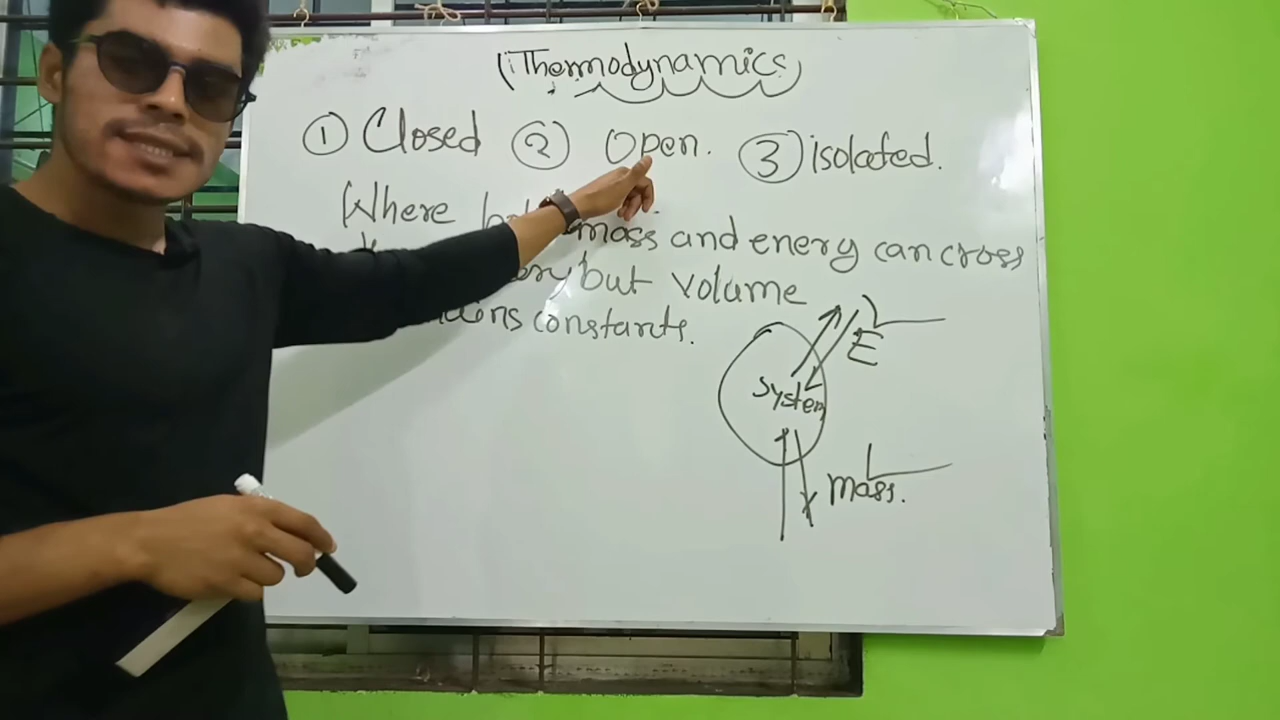 Thermodynamics
① Closed ② Open. ③ isolated.
Where mass and enery can cross
but volume
constants.
E
System
mass.